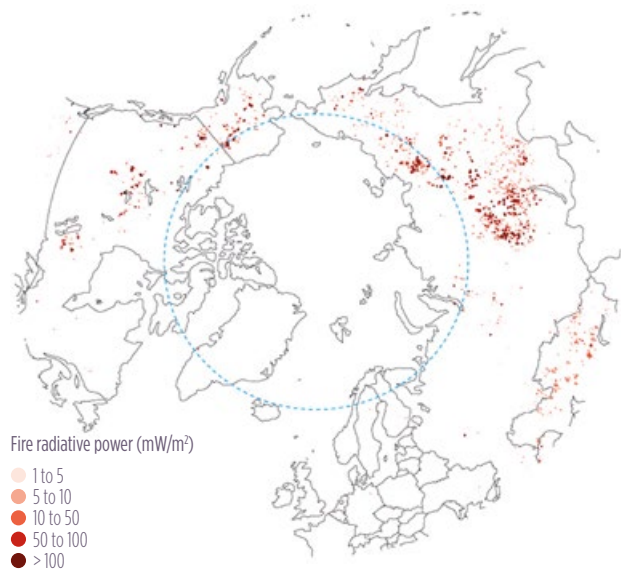 Fire radiative power (mW/m²)
1 to 5
5 to 10
10 to 50
50 to 100
> 100